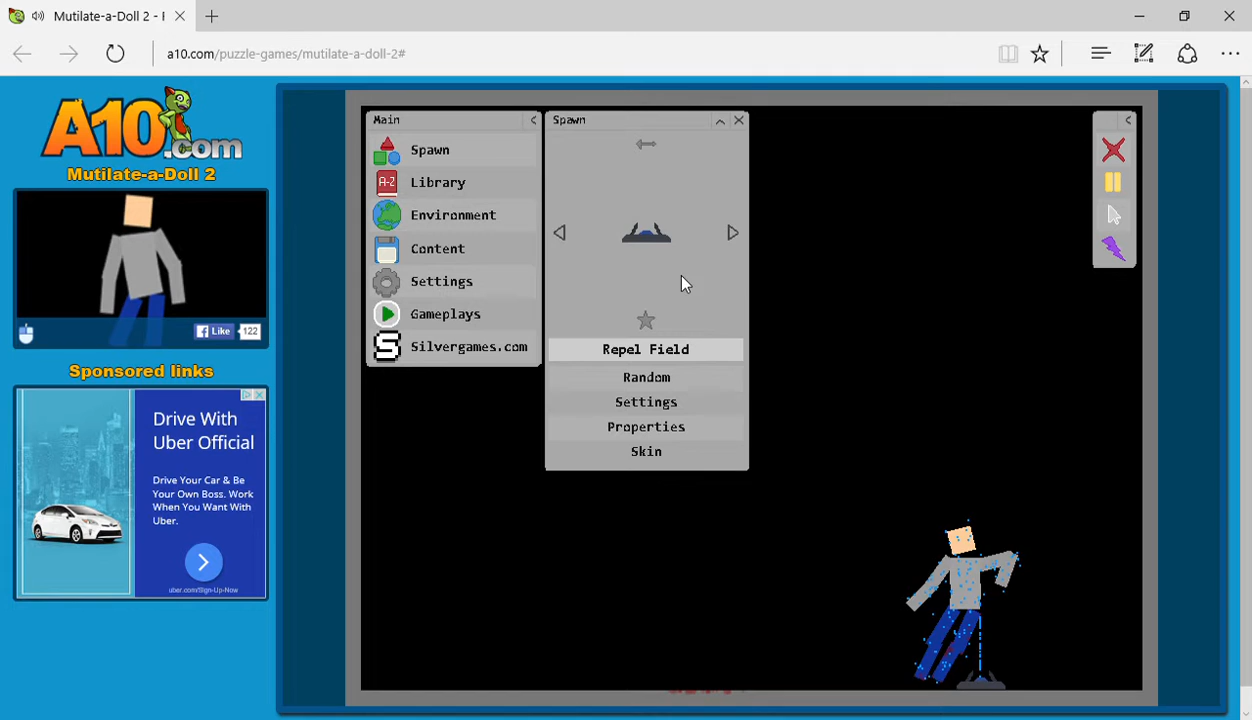 Mutilate-a-Doll 2 - F
a10.com/puzzle-games/mutilate-a-doll-2#
A10.com
Mutilate-a-Doll 2
Like
122
Sponsored links
Drive With
Uber Official
Drive Your Car & Be
Your Own Boss. Work
When You Want With
Uber.
uber.com/Sign-Up-Now
Main
A-Z
Spawn
Library
Environment
Content
Settings
Gameplays
S
Silvergames.com
Spawn
Repel Field
Random
Settings
Properties
Skin